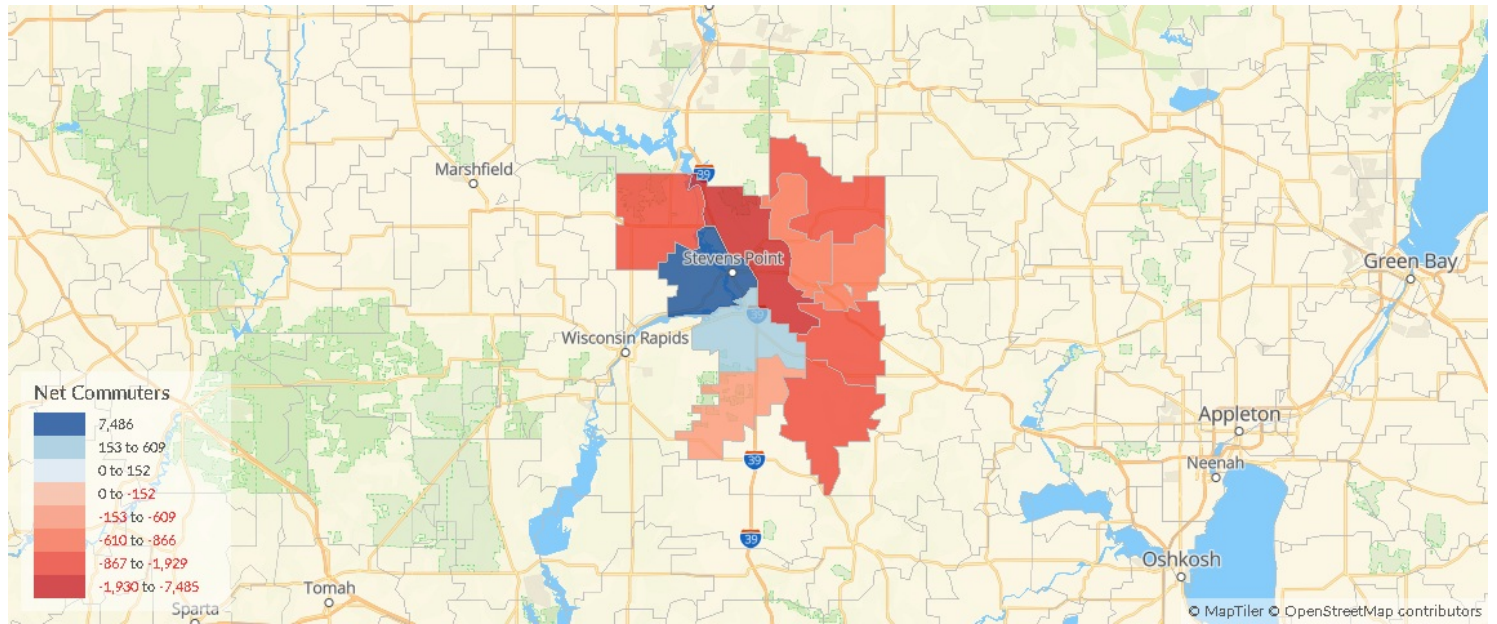 Marshfield
39
Stevens Point
Green Bay
39
Wisconsin Rapids
Net Commuters
7,486
153 to 609
0 to 152
0 to -152
-153 to -609
-610 to -866
-867 to -1,929
-1,930 to -7,485
Appleton
39
Neenah
39
Oshkosh
Tomah
Sparta
© MapTiler © OpenStreetMap contributors